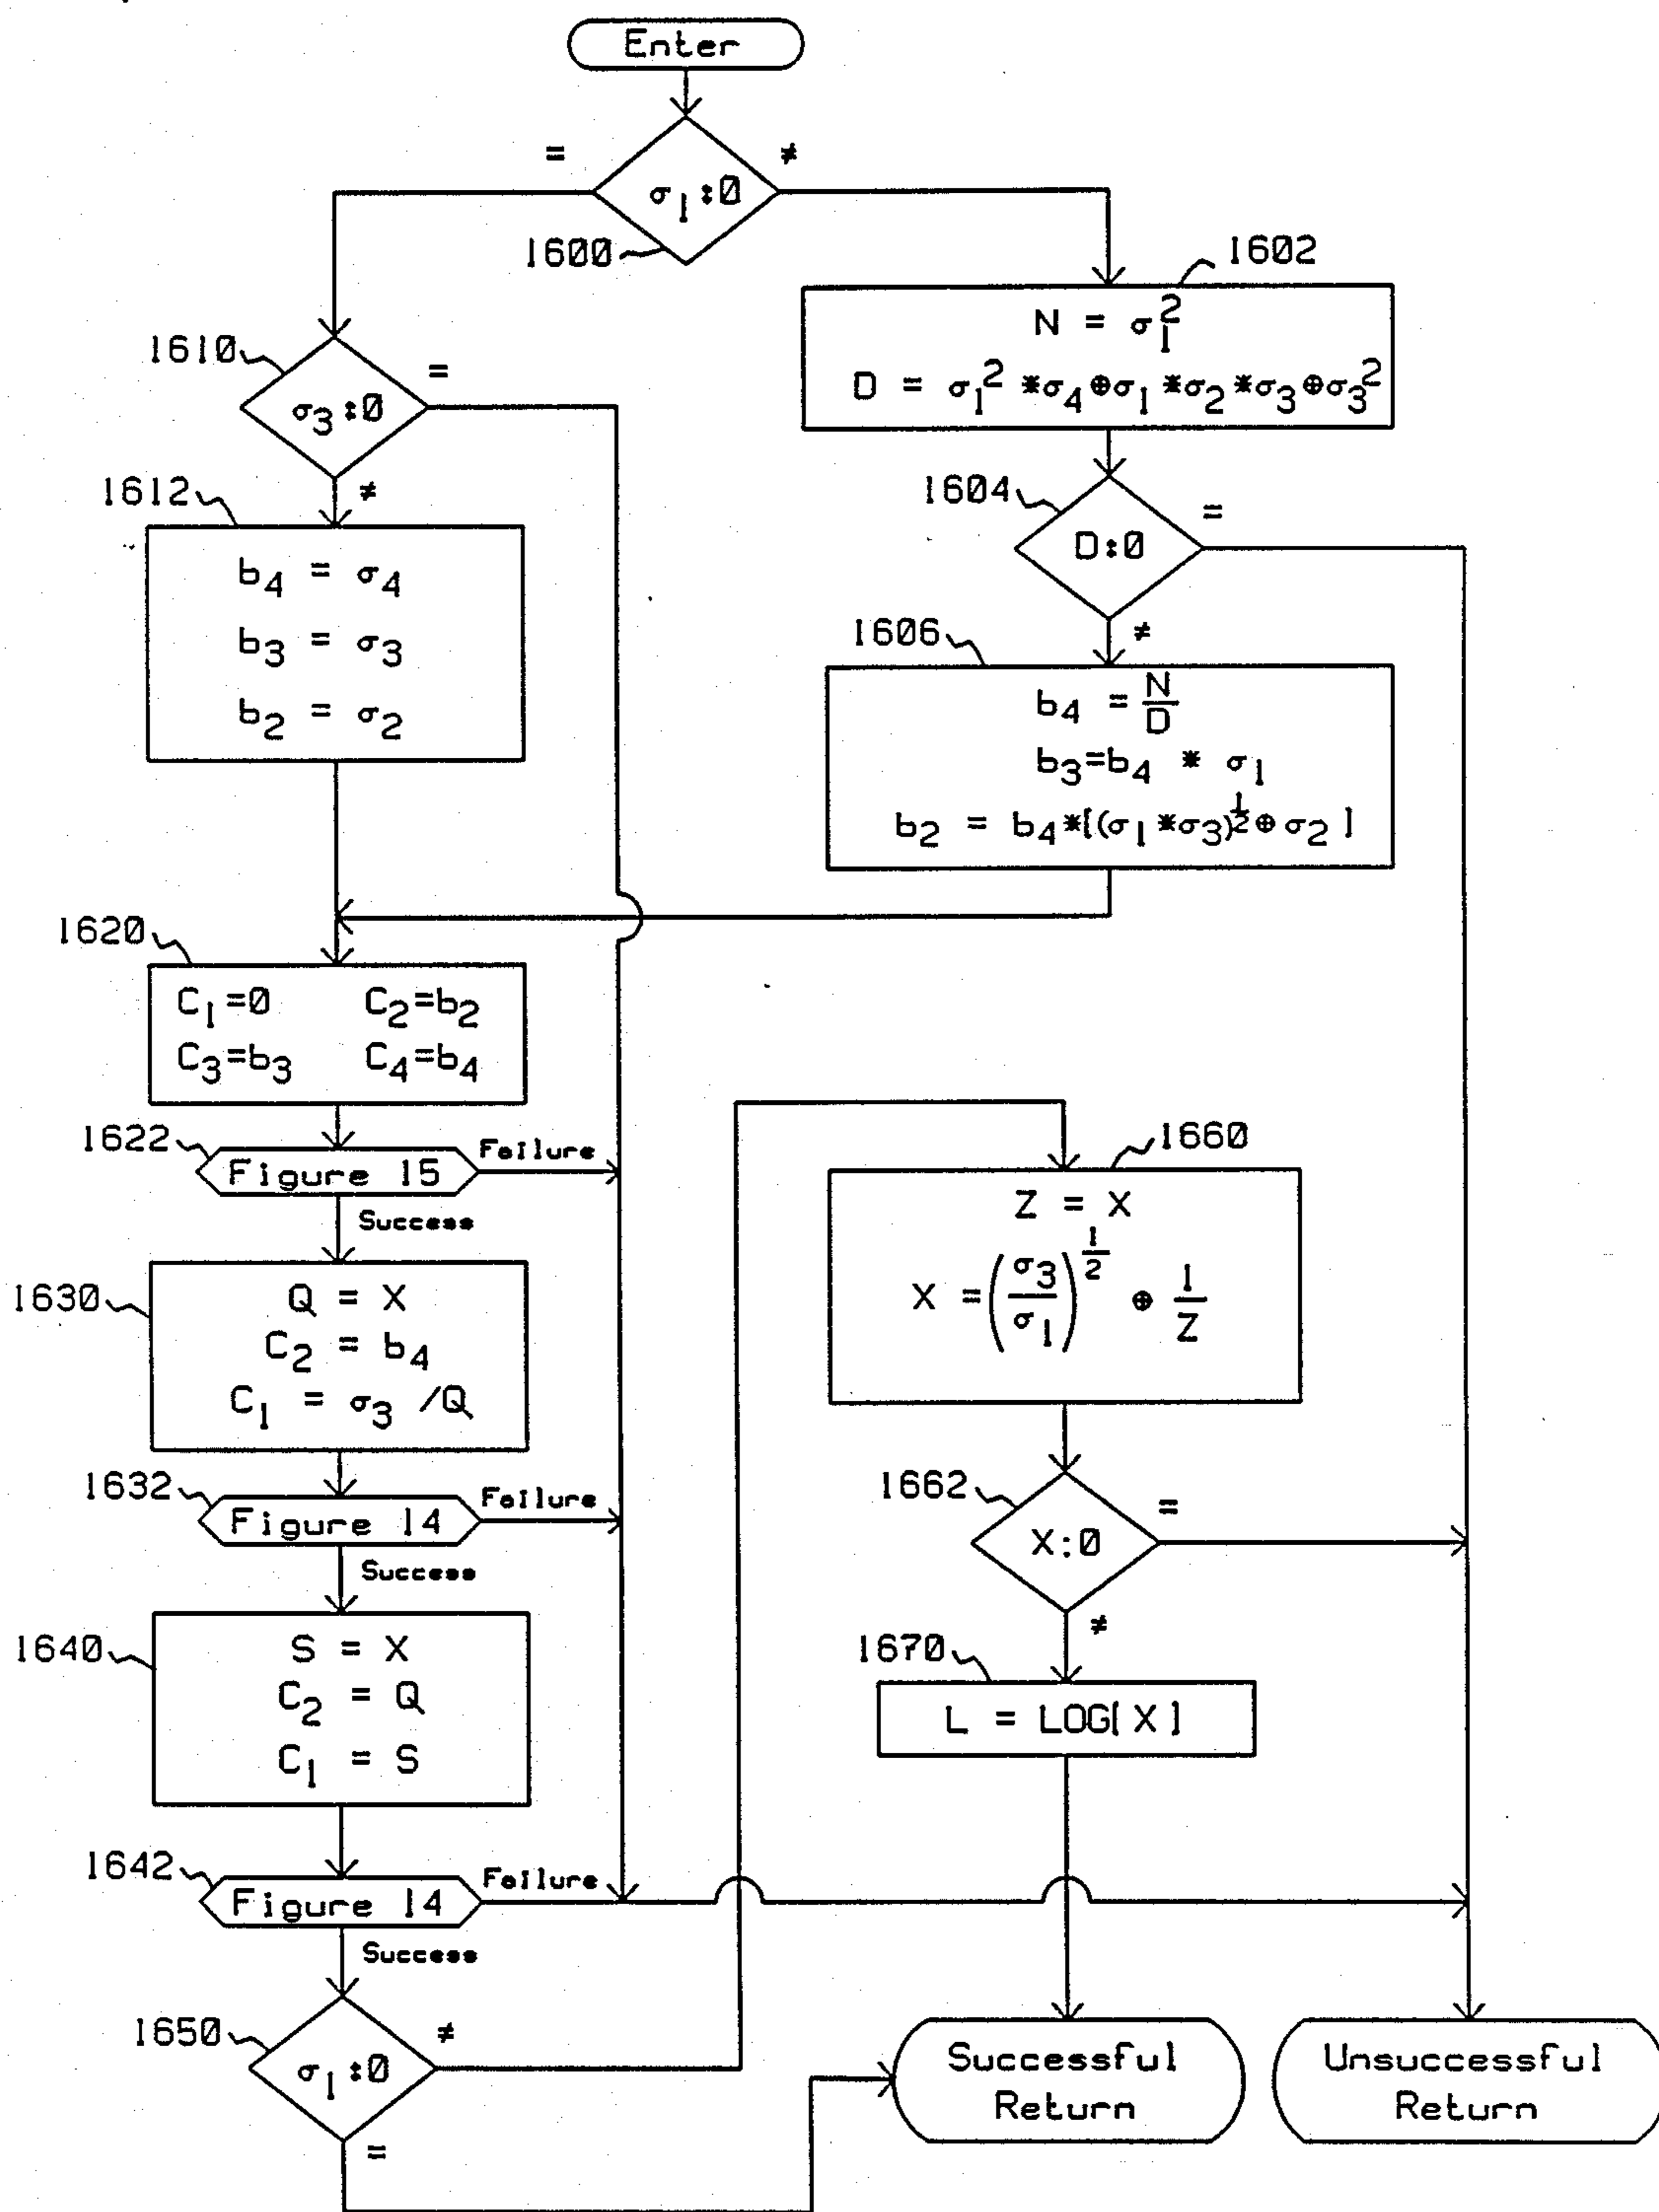 Enter
= ≠
σ₁:0
1600
1602
N = σ₁²
D = σ₁² *σ₄⊕σ₁ *σ₂*σ₃⊕σ₃²
1610
=
σ₃:0
≠
1604
=
D:0
≠
1612
b₄ = σ₄
b₃ = σ₃
b₂ = σ₂
1606
b₄ = N/D
b₃=b₄ * σ₁
b₂ = b₄*[(σ₁*σ₃)^½⊕σ₂]
1620
C₁=0 C₂=b₂
C₃=b₃ C₄=b₄
1622
Figure 15
Failure
Success
1630
Q = X
C₂ = b₄
C₁ = σ₃ /Q
1632
Figure 14
Failure
Success
1640
S = X
C₂ = Q
C₁ = S
1642
Figure 14
Failure
Success
1650
σ₁:0
≠
=
1660
Z = X
X = (σ₃/σ₁)^½ ⊕ 1/Z
1662
=
X:0
≠
1670
L = LOG[X]
Successful
Return
Unsuccessful
Return